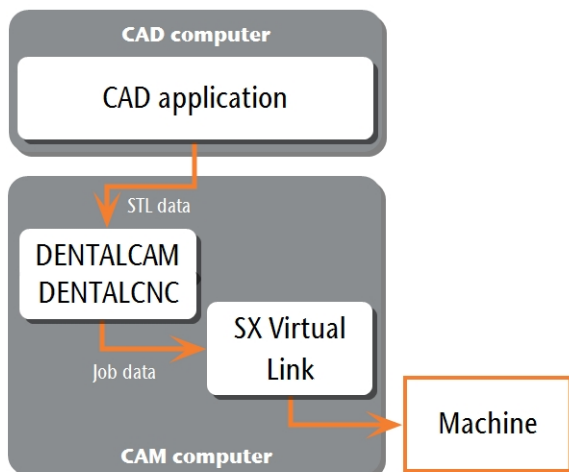 CAD computer
CAD application
STL data
DENTALCAM
DENTALCNC
SX Virtual
Link
Job data
Machine
CAM computer